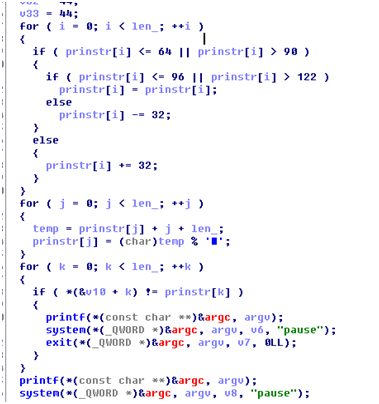 v33 = 44;
for ( i = 0; i < len_; ++i )
{
if ( prinstr[i] <= 64 || prinstr[i] > 90 )
{
if ( prinstr[i] <= 96 || prinstr[i] > 122 )
prinstr[i] = prinstr[i];
else
prinstr[i] -= 32;
}
else
{
prinstr[i] += 32;
}
}
for ( j = 0; j < len_; ++j )
{
temp = prinstr[j] + j + len_;
prinstr[j] = (char)temp % '■';
}
for ( k = 0; k < len_; ++k )
{
if ( *(&v10 + k) != prinstr[k] )
{
printf(*(const char **)&argc, argv);
system(*(_QWORD *)&argc, argv, v6, "pause");
exit(*(_QWORD *)&argc, argv, v7, 0LL);
}
}
printf(*(const char **)&argc, argv);
system(*(_QWORD *)&argc, argv, v8, "pause");